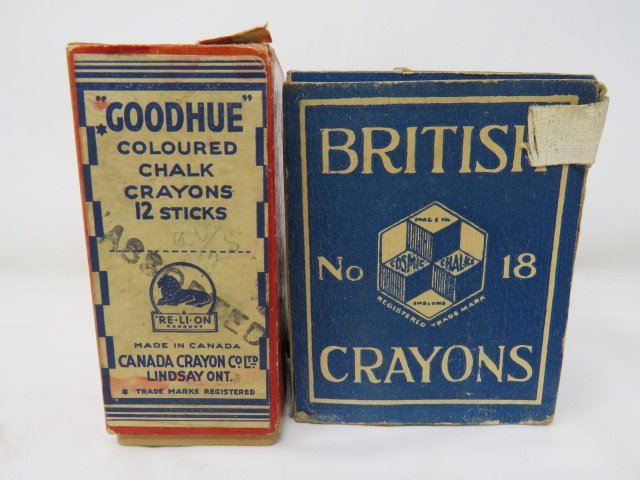 "GOODHUE"
COLOURED
CHALK
CRAYONS
12 STICKS
ASSORTED
"RE·LI·ON
PRODUCT
MADE IN CANADA
CANADA CRAYON CO LTD
LINDSAY ONT.
* TRADE MARKS REGISTERED
BRITISH
MADE IN
COSMIC CHALKS
ENGLAND
REGISTERED TRADE MARK
No 18
CRAYONS